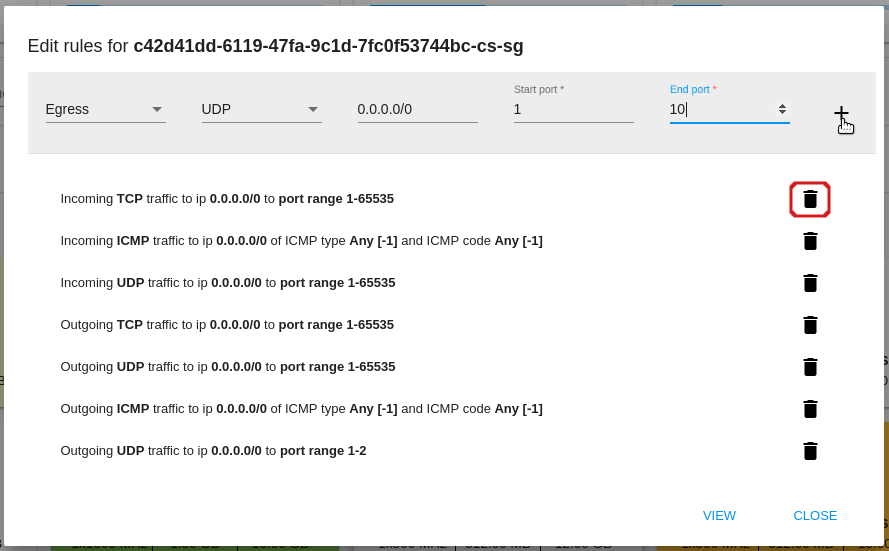 Edit rules for c42d41dd-6119-47fa-9c1d-7fc0f53744bc-cs-sg
Start port * End port *
Egress UDP 0.0.0.0/0 1 10
Incoming TCP traffic to ip 0.0.0.0/0 to port range 1-65535
Incoming ICMP traffic to ip 0.0.0.0/0 of ICMP type Any [-1] and ICMP code Any [-1]
Incoming UDP traffic to ip 0.0.0.0/0 to port range 1-65535
Outgoing TCP traffic to ip 0.0.0.0/0 to port range 1-65535
Outgoing UDP traffic to ip 0.0.0.0/0 to port range 1-65535
Outgoing ICMP traffic to ip 0.0.0.0/0 of ICMP type Any [-1] and ICMP code Any [-1]
Outgoing UDP traffic to ip 0.0.0.0/0 to port range 1-2
VIEW CLOSE